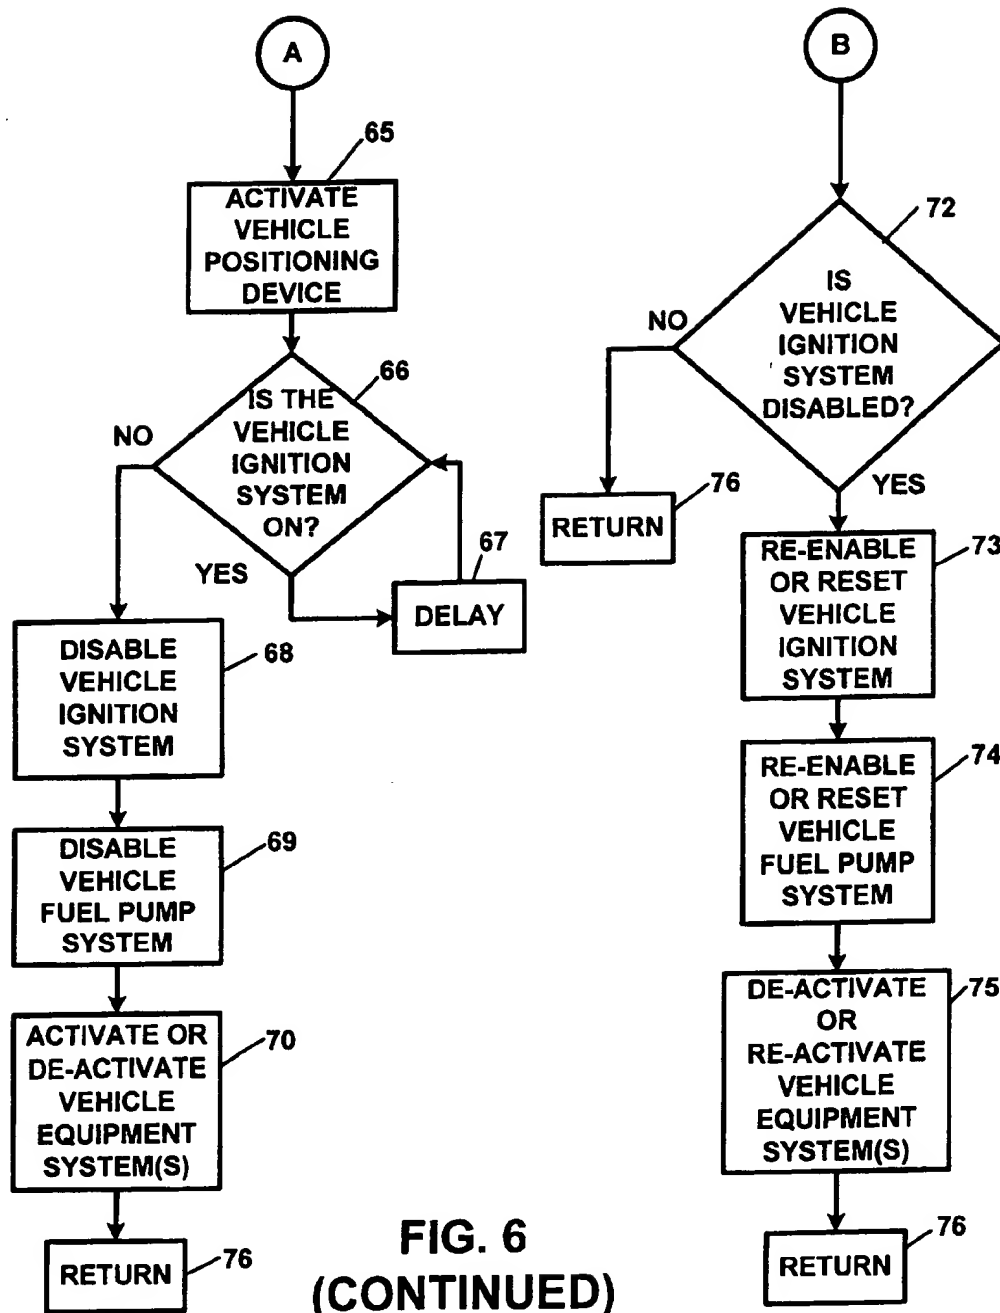 A
65
ACTIVATE
VEHICLE
POSITIONING
DEVICE
66
IS THE
VEHICLE
IGNITION
SYSTEM
ON?
NO
YES
67
DELAY
68
DISABLE
VEHICLE
IGNITION
SYSTEM
69
DISABLE
VEHICLE
FUEL PUMP
SYSTEM
70
ACTIVATE OR
DE-ACTIVATE
VEHICLE
EQUIPMENT
SYSTEM(S)
76
RETURN
B
72
IS
VEHICLE
IGNITION
SYSTEM
DISABLED?
NO
YES
76
RETURN
73
RE-ENABLE
OR RESET
VEHICLE
IGNITION
SYSTEM
74
RE-ENABLE
OR RESET
VEHICLE
FUEL PUMP
SYSTEM
75
DE-ACTIVATE
OR
RE-ACTIVATE
VEHICLE
EQUIPMENT
SYSTEM(S)
76
RETURN
FIG. 6
(CONTINUED)